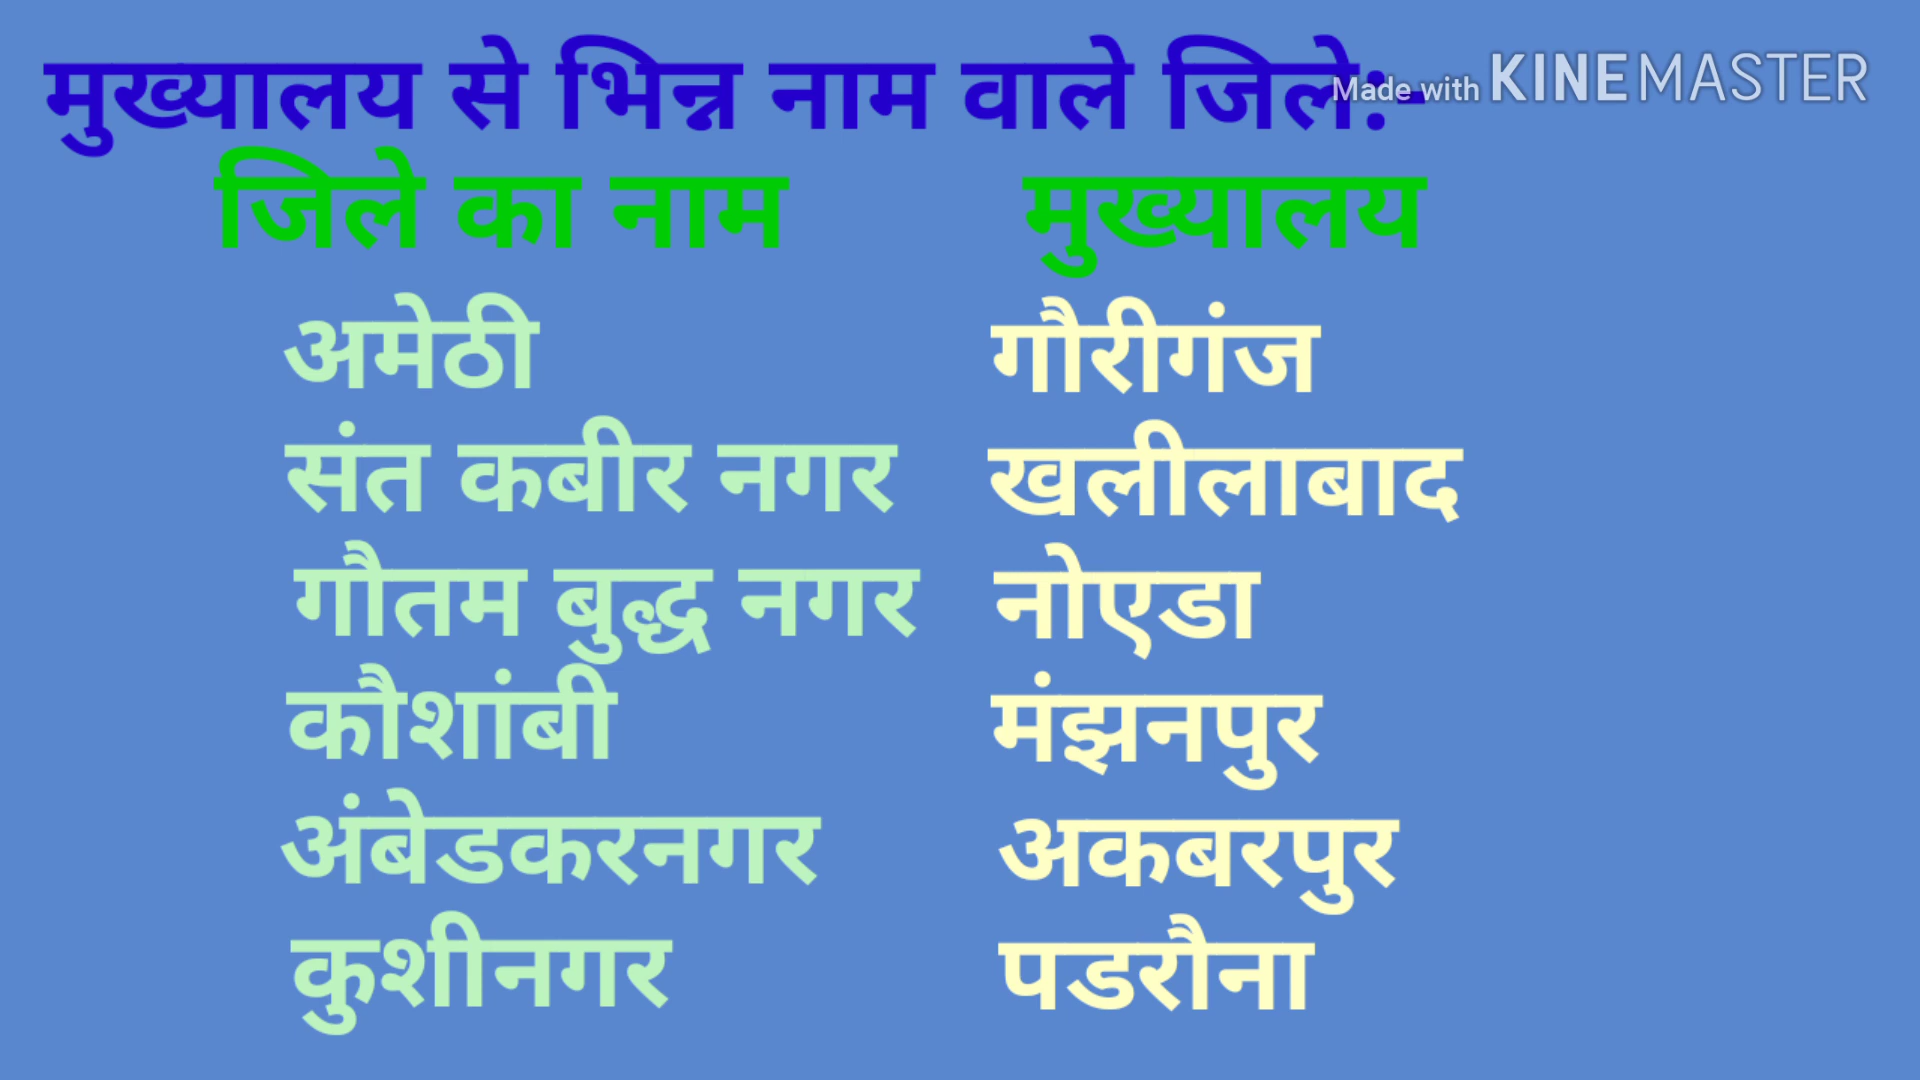 मुख्यालय से भिन्न नाम वाले जिले:-
Made with KINEMASTER
जिले का नाम मुख्यालय
अमेठी गौरीगंज
संत कबीर नगर खलीलाबाद
गौतम बुद्ध नगर नोएडा
कौशांबी मंझनपुर
अंबेडकरनगर अकबरपुर
कुशीनगर पडरौना